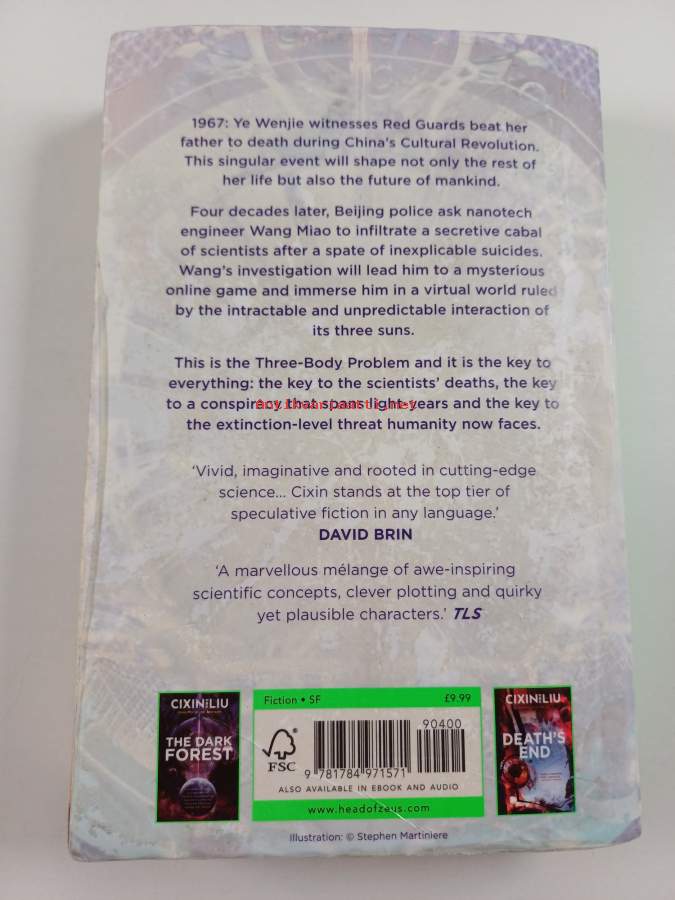 1967: Ye Wenjie witnesses Red Guards beat her
father to death during China's Cultural Revolution.
This singular event will shape not only the rest of
her life but also the future of mankind.
Four decades later, Beijing police ask nanotech
engineer Wang Miao to infiltrate a secretive cabal
of scientists after a spate of inexplicable suicides.
Wang's investigation will lead him to a mysterious
online game and immerse him in a virtual world ruled
by the intractable and unpredictable interaction of
its three suns.
This is the Three-Body Problem and it is the key to
everything: the key to the scientists' deaths, the key
to a conspiracy that spans light-years and the key to
the extinction-level threat humanity now faces.
'Vivid, imaginative and rooted in cutting-edge
science... Cixin stands at the top tier of
speculative fiction in any language.'
DAVID BRIN
'A marvellous mélange of awe-inspiring
scientific concepts, clever plotting and quirky
yet plausible characters.' TLS
CIXIN LIU
THE DARK
FOREST
Fiction • SF
£9.99
FSC
90400
9 781784 971571
ALSO AVAILABLE IN EBOOK AND AUDIO
www.headofzeus.com
CIXIN LIU
DEATH'S
END
Illustration: © Stephen Martiniere